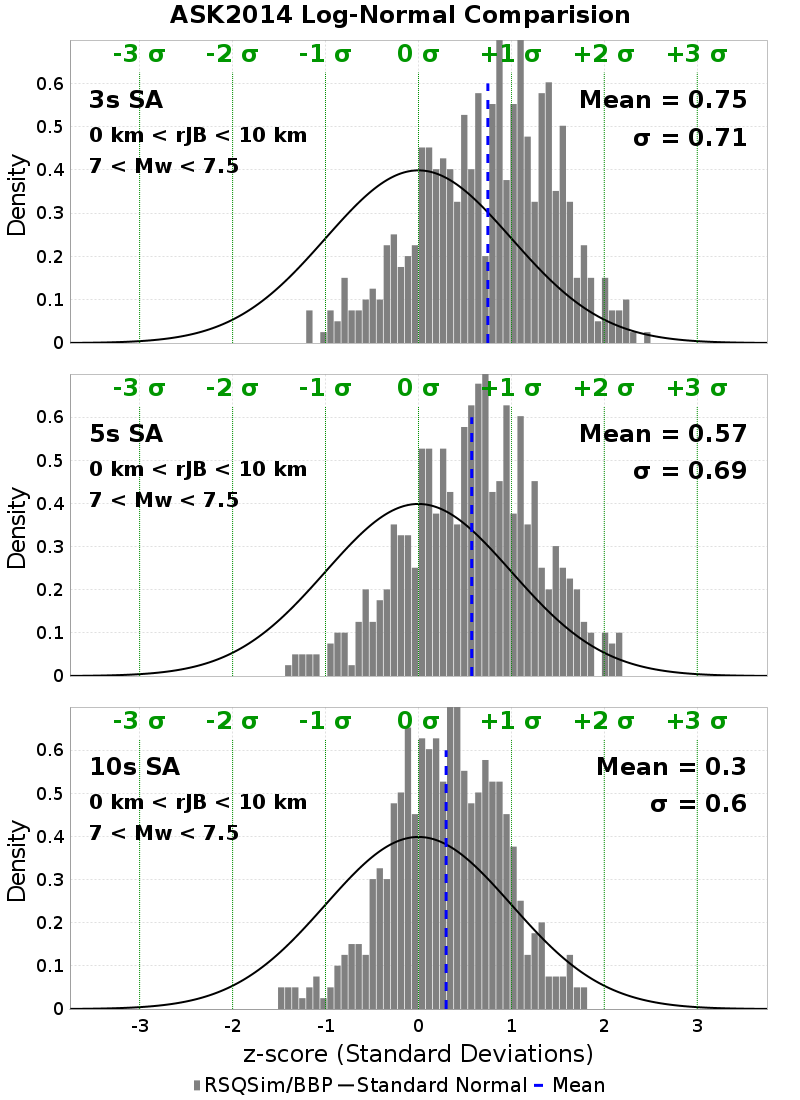 ASK2014 Log-Normal Comparision
-3 σ -2 σ -1 σ 0 σ +1 σ +2 σ +3 σ
3s SA
0 km < rJB < 10 km
7 < Mw < 7.5
Mean = 0.75
σ = 0.71
Density
0.6
0.5
0.4
0.3
0.2
0.1
0
-3 σ -2 σ -1 σ 0 σ +1 σ +2 σ +3 σ
5s SA
0 km < rJB < 10 km
7 < Mw < 7.5
Mean = 0.57
σ = 0.69
Density
0.6
0.5
0.4
0.3
0.2
0.1
0
-3 σ -2 σ -1 σ 0 σ +1 σ +2 σ +3 σ
10s SA
0 km < rJB < 10 km
7 < Mw < 7.5
Mean = 0.3
σ = 0.6
Density
0.6
0.5
0.4
0.3
0.2
0.1
0
-3 -2 -1 0 1 2 3
z-score (Standard Deviations)
RSQSim/BBP Standard Normal Mean